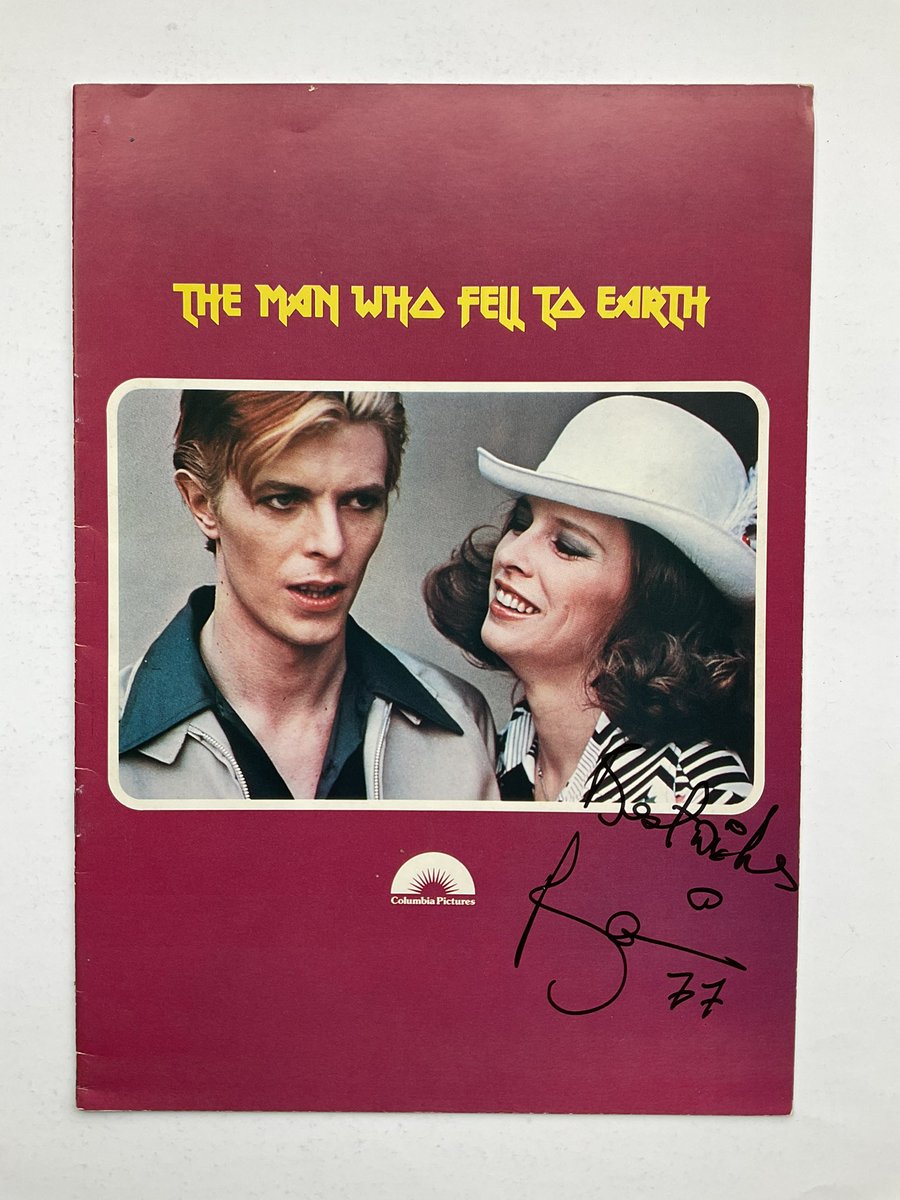 THE MAN WHO FELL TO EARTH
Columbia Pictures
Best wishes
77